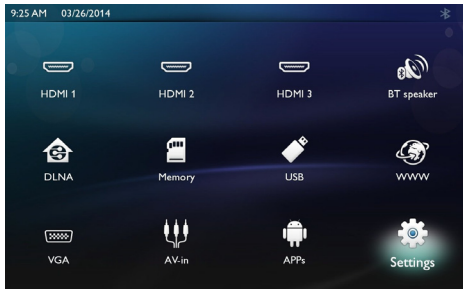 9:25 AM 03/26/2014
HDMI 1 HDMI 2 HDMI 3 BT speaker
DLNA Memory USB WWW
VGA AV-in APPs Settings